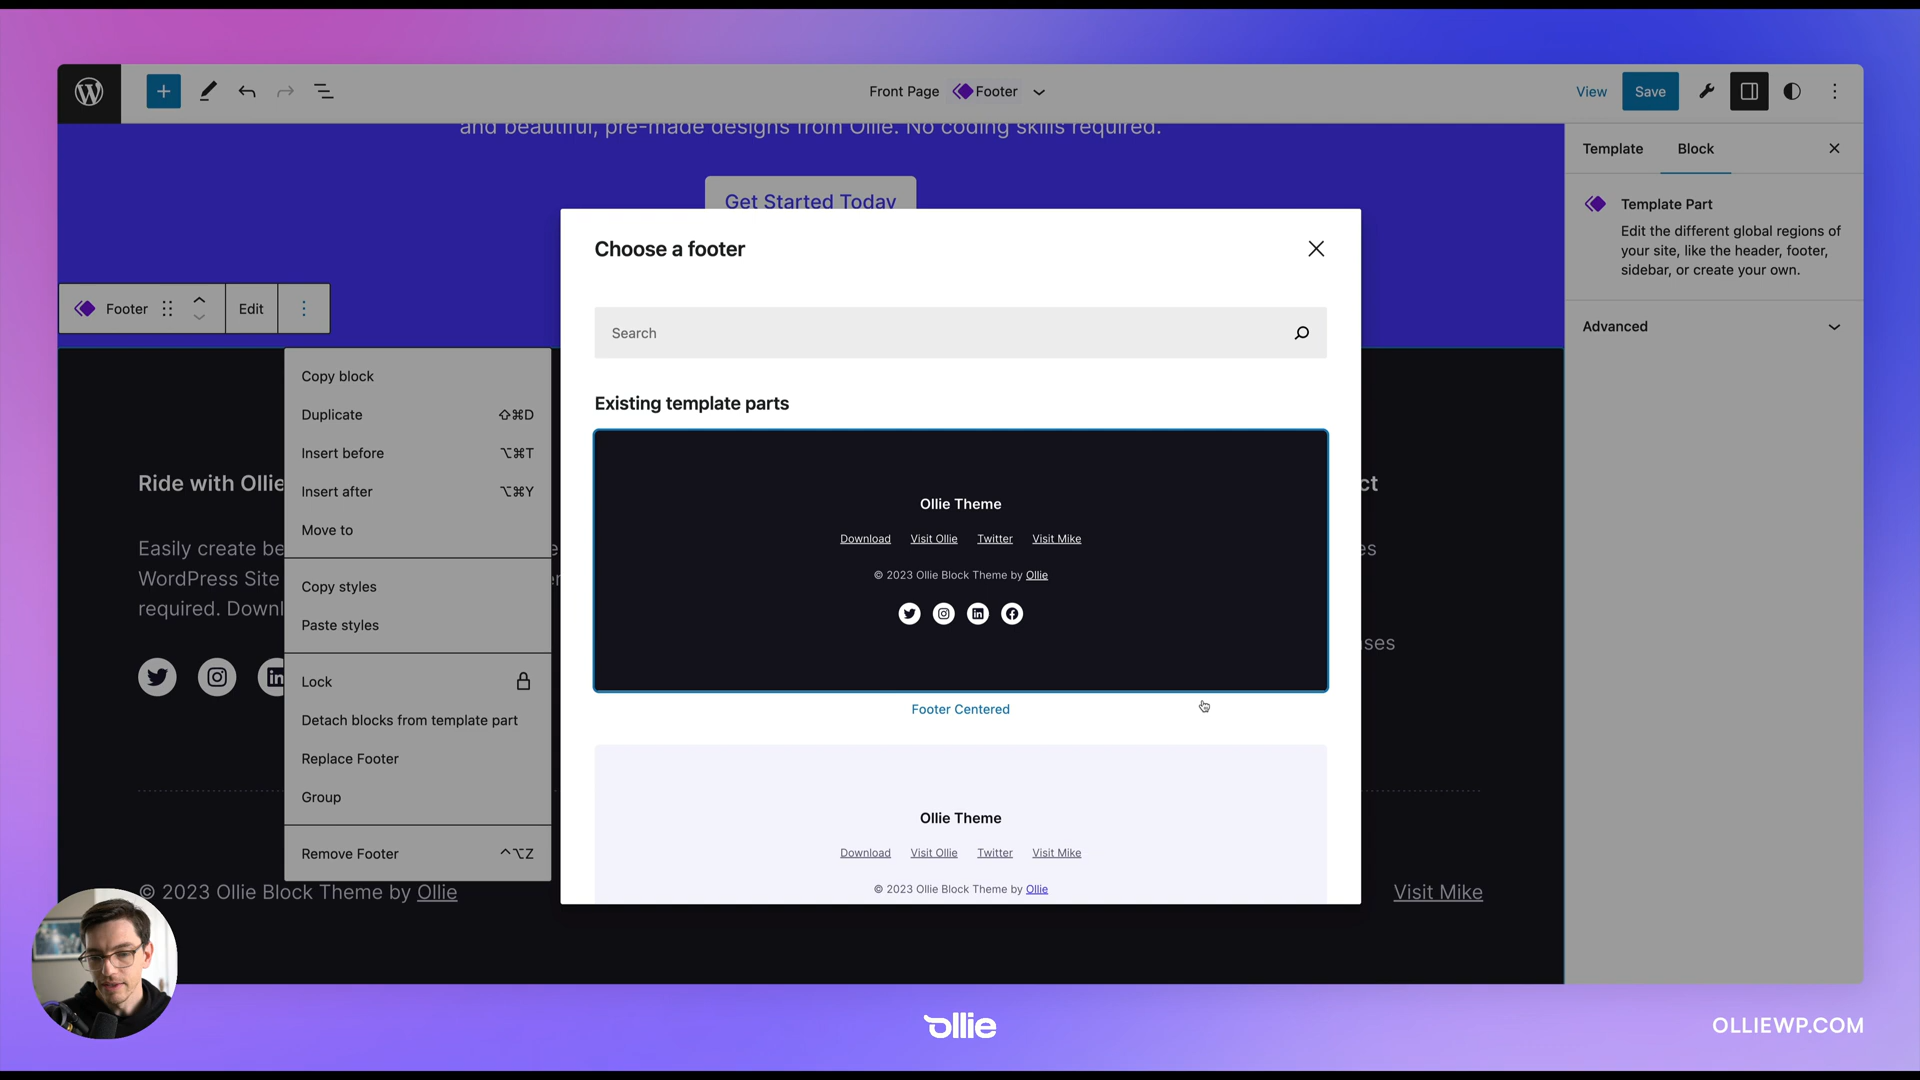 Front Page
Footer
View
Save
and beautiful, pre-made designs from Ollie. No coding skills required.
Get Started Today
Template
Block
Template Part
Edit the different global regions of
your site, like the header, footer,
sidebar, or create your own.
Advanced
Footer
Edit
Copy block
Duplicate ⇧⌘D
Insert before ⌥⌘T
Insert after ⌥⌘Y
Move to
Copy styles
Paste styles
Lock
Detach blocks from template part
Replace Footer
Group
Remove Footer ^⌥Z
Ride with Ollie
Easily create be
WordPress Site
required. Downl
© 2023 Ollie Block Theme by Ollie
Choose a footer
Search
Existing template parts
Ollie Theme
Download Visit Ollie Twitter Visit Mike
© 2023 Ollie Block Theme by Ollie
Footer Centered
Ollie Theme
Download Visit Ollie Twitter Visit Mike
© 2023 Ollie Block Theme by Ollie
ct
es
ses
Visit Mike
ollie
OLLIEWP.COM